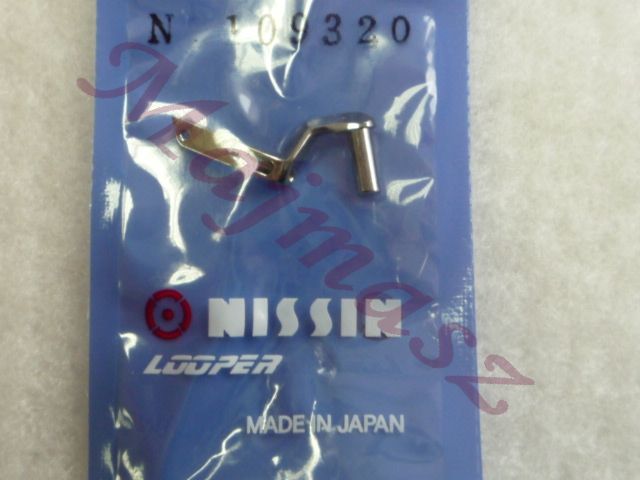 N 109320
Majmasz
NISSIN
LOOPER
MADE IN JAPAN